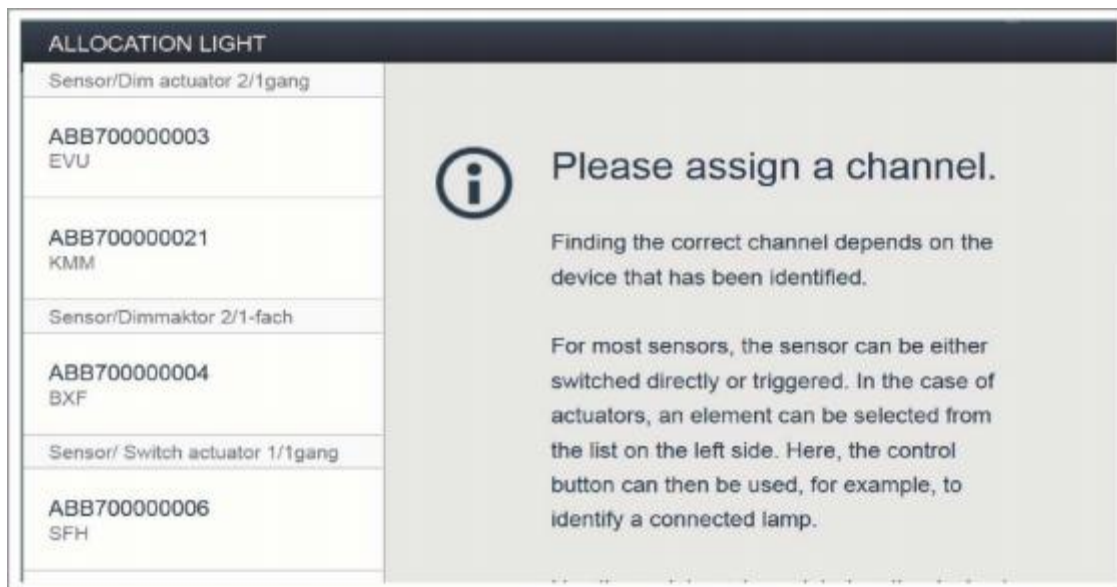 ALLOCATION LIGHT
Sensor/Dim actuator 2/1gang
ABB700000003
EVU
ABB700000021
KMM
Sensor/Dimmaktor 2/1-fach
ABB700000004
BXF
Sensor/ Switch actuator 1/1gang
ABB700000006
SFH
Please assign a channel.
Finding the correct channel depends on the
device that has been identified.
For most sensors, the sensor can be either
switched directly or triggered. In the case of
actuators, an element can be selected from
the list on the left side. Here, the control
button can then be used, for example, to
identify a connected lamp.